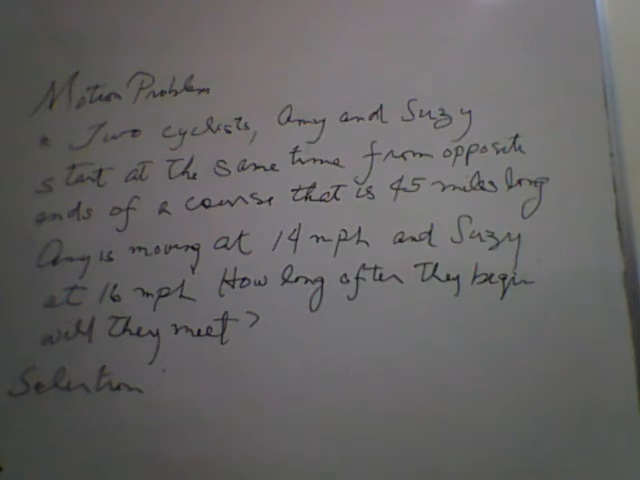 Motion Problem
• Two cyclists, Amy and Suzy
start at the same time from opposite
ends of a course that is 45 miles long
Amy is moving at 14 mph and Suzy
at 16 mph How long after they begin
will they meet?
Solution